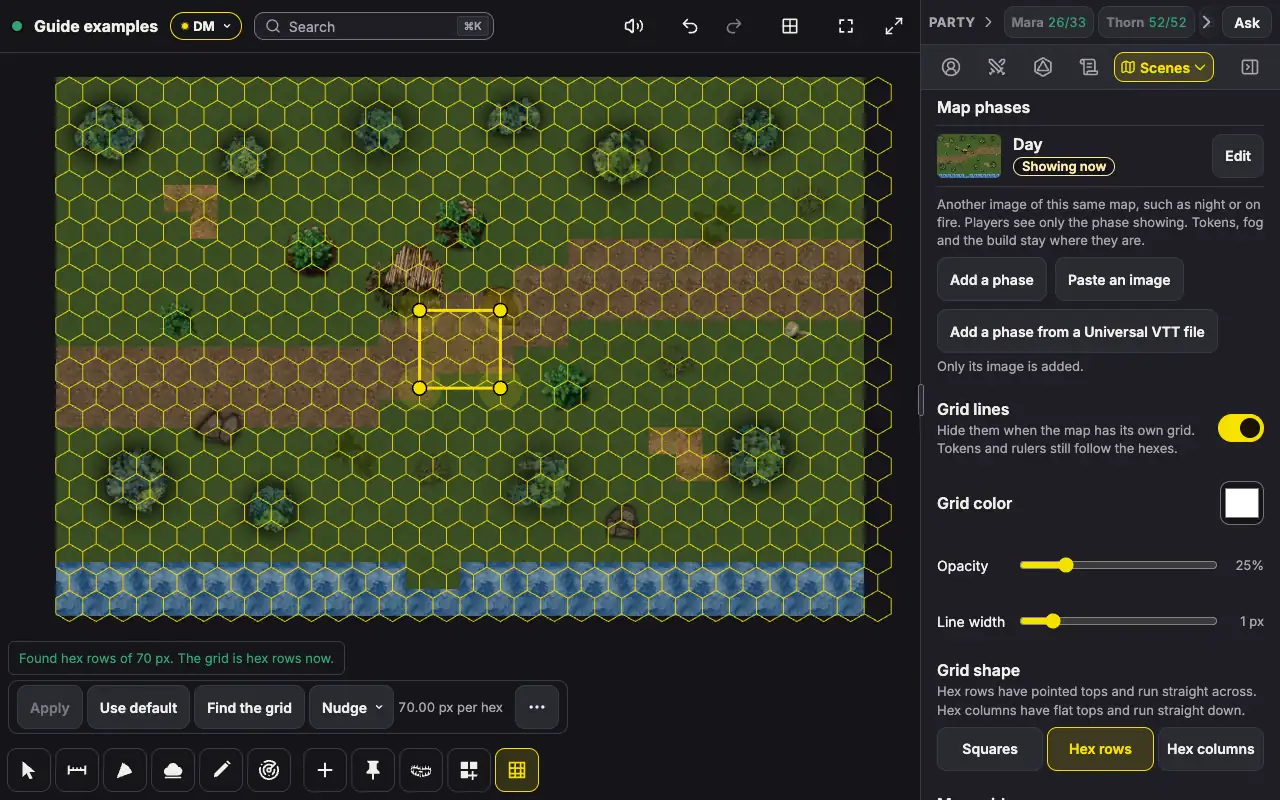 Guide examples
DM
Search
⌘K
PARTY
Mara 26/33
Thorn 52/52
Ask
Scenes
Map phases
Day
Showing now
Edit
Another image of this same map, such as night or on
fire. Players see only the phase showing. Tokens, fog
and the build stay where they are.
Add a phase
Paste an image
Add a phase from a Universal VTT file
Only its image is added.
Grid lines
Hide them when the map has its own grid.
Tokens and rulers still follow the hexes.
Grid color
Opacity
25%
Line width
1 px
Grid shape
Hex rows have pointed tops and run straight across.
Hex columns have flat tops and run straight down.
Squares
Hex rows
Hex columns
Found hex rows of 70 px. The grid is hex rows now.
Apply
Use default
Find the grid
Nudge
70.00 px per hex